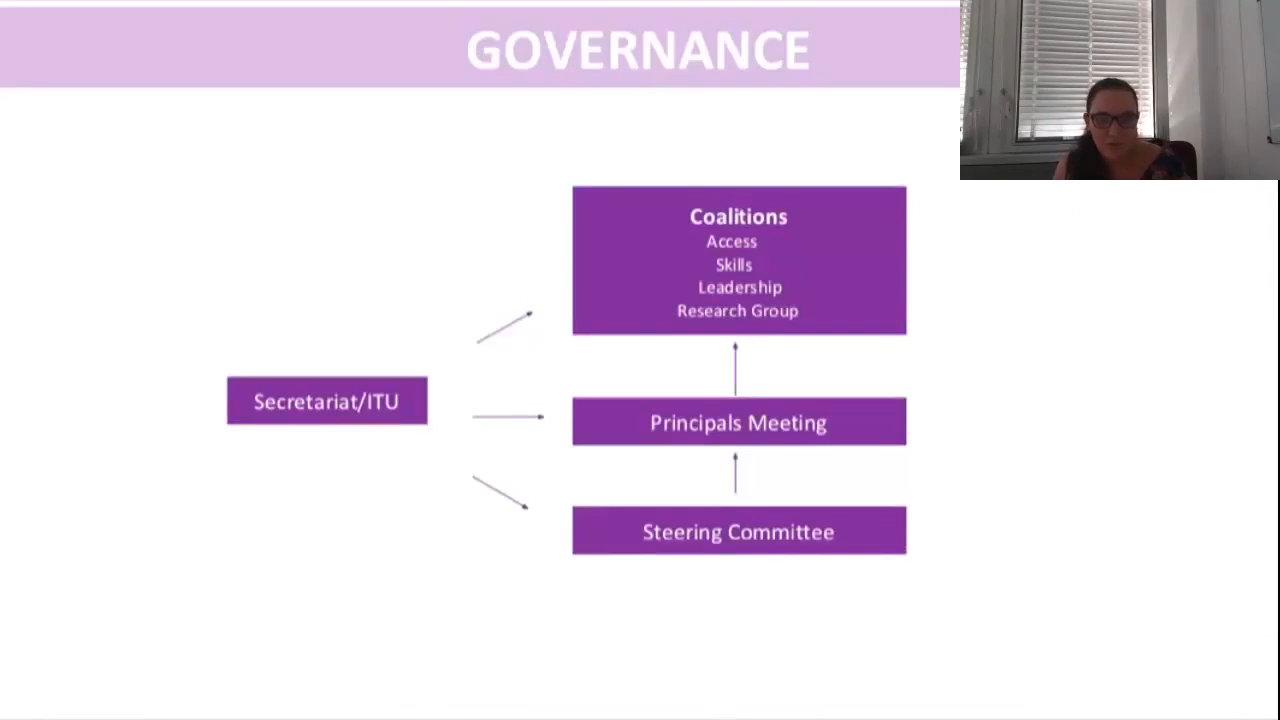 GOVERNANCE
Coalitions
Access
Skills
Leadership
Research Group
Secretariat/ITU
Principals Meeting
Steering Committee